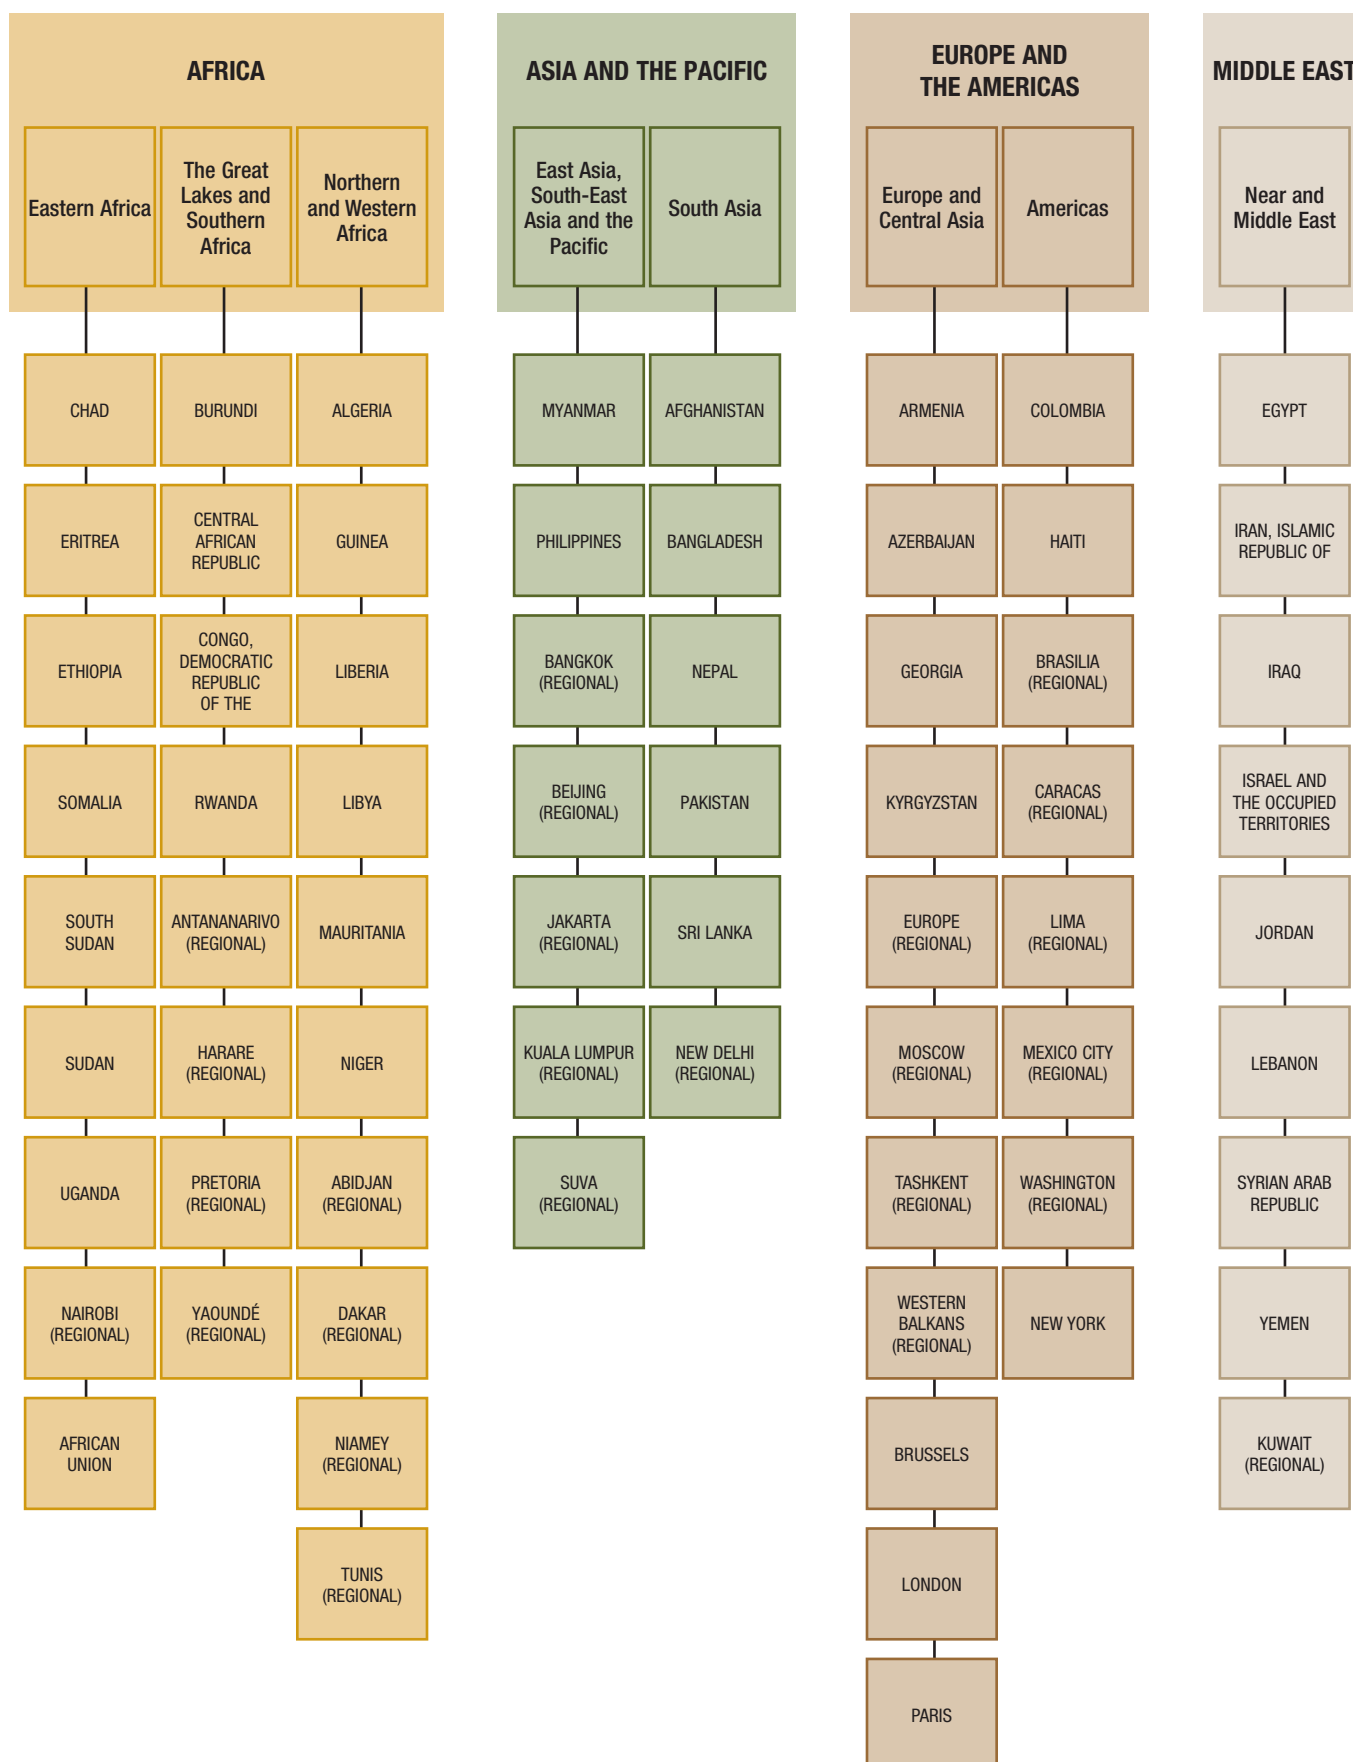 AFRICA
Eastern Africa
The Great
Lakes and
Southern
Africa
Northern
and Western
Africa
CHAD
ERITREA
ETHIOPIA
SOMALIA
SOUTH
SUDAN
SUDAN
UGANDA
NAIROBI
(REGIONAL)
AFRICAN
UNION
BURUNDI
CENTRAL
AFRICAN
REPUBLIC
CONGO,
DEMOCRATIC
REPUBLIC
OF THE
RWANDA
ANTANANARIVO
(REGIONAL)
HARARE
(REGIONAL)
PRETORIA
(REGIONAL)
YAOUNDÉ
(REGIONAL)
ALGERIA
GUINEA
LIBERIA
LIBYA
MAURITANIA
NIGER
ABIDJAN
(REGIONAL)
DAKAR
(REGIONAL)
NIAMEY
(REGIONAL)
TUNIS
(REGIONAL)
ASIA AND THE PACIFIC
East Asia,
South-East
Asia and the
Pacific
South Asia
MYANMAR
PHILIPPINES
BANGKOK
(REGIONAL)
BEIJING
(REGIONAL)
JAKARTA
(REGIONAL)
KUALA LUMPUR
(REGIONAL)
SUVA
(REGIONAL)
AFGHANISTAN
BANGLADESH
NEPAL
PAKISTAN
SRI LANKA
NEW DELHI
(REGIONAL)
EUROPE AND
THE AMERICAS
Europe and
Central Asia
Americas
ARMENIA
AZERBAIJAN
GEORGIA
KYRGYZSTAN
EUROPE
(REGIONAL)
MOSCOW
(REGIONAL)
TASHKENT
(REGIONAL)
WESTERN
BALKANS
(REGIONAL)
BRUSSELS
LONDON
PARIS
COLOMBIA
HAITI
BRASILIA
(REGIONAL)
CARACAS
(REGIONAL)
LIMA
(REGIONAL)
MEXICO CITY
(REGIONAL)
WASHINGTON
(REGIONAL)
NEW YORK
MIDDLE EAST
Near and
Middle East
EGYPT
IRAN, ISLAMIC
REPUBLIC OF
IRAQ
ISRAEL AND
THE OCCUPIED
TERRITORIES
JORDAN
LEBANON
SYRIAN ARAB
REPUBLIC
YEMEN
KUWAIT
(REGIONAL)